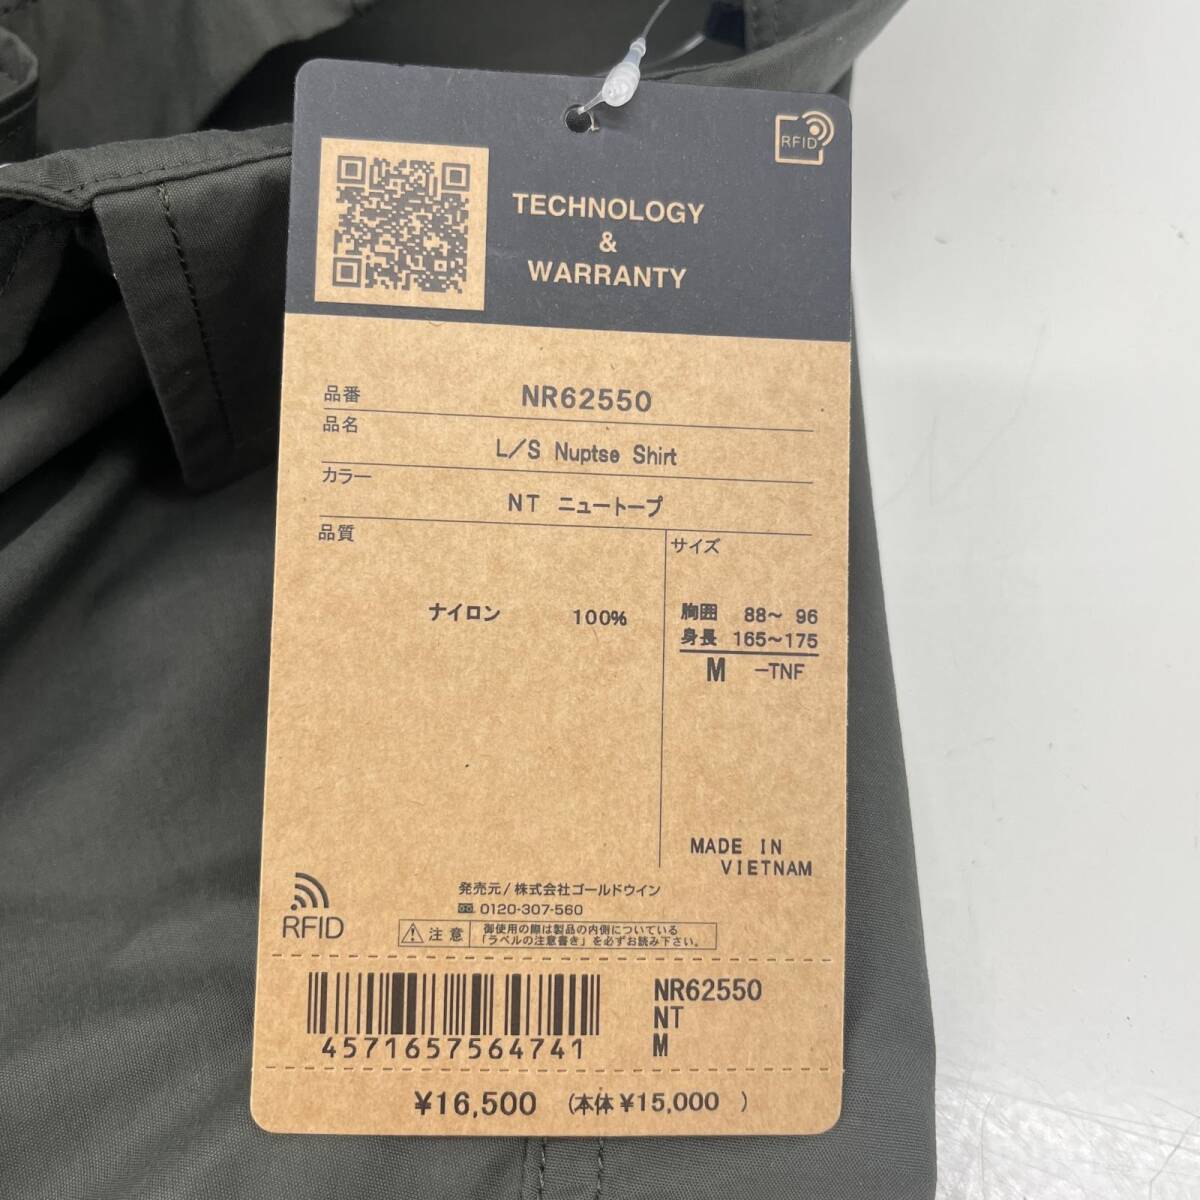 RFID
TECHNOLOGY
&
WARRANTY
品番 NR62550
品名
L／S Nuptse Shirt
カラー
NT ニュートープ
品質
ナイロン 100%
サイズ
胸囲 88～ 96
身長 165～175
M －TNF
MADE IN
VIETNAM
発売元/株式会社ゴールドウイン
0120-307-560
RFID
注意
御使用の際は製品の内側についている
「ラベルの注意書き」を必ずお読み下さい。
4571657564741
NR62550
NT
M
¥16,500 (本体 ¥15,000 )